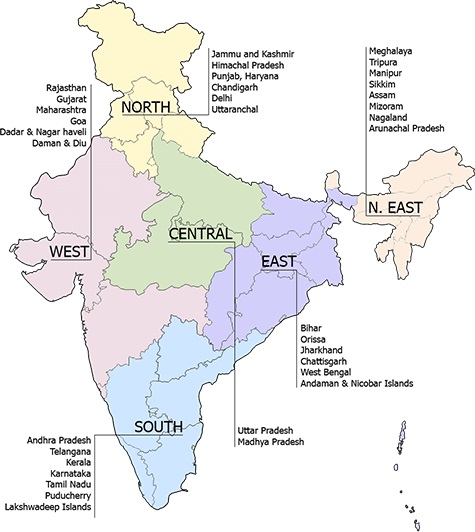 Jammu and Kashmir
Himachal Pradesh
Punjab, Haryana
Chandigarh
Delhi
Uttaranchal
NORTH
Meghalaya
Tripura
Manipur
Sikkim
Assam
Mizoram
Nagaland
Arunachal Pradesh
N. EAST
Rajasthan
Gujarat
Maharashtra
Goa
Dadar & Nagar haveli
Daman & Diu
WEST
CENTRAL
EAST
Bihar
Orissa
Jharkhand
Chattisgarh
West Bengal
Andaman & Nicobar Islands
Uttar Pradesh
Madhya Pradesh
SOUTH
Andhra Pradesh
Telangana
Kerala
Karnataka
Tamil Nadu
Puducherry
Lakshwadeep Islands